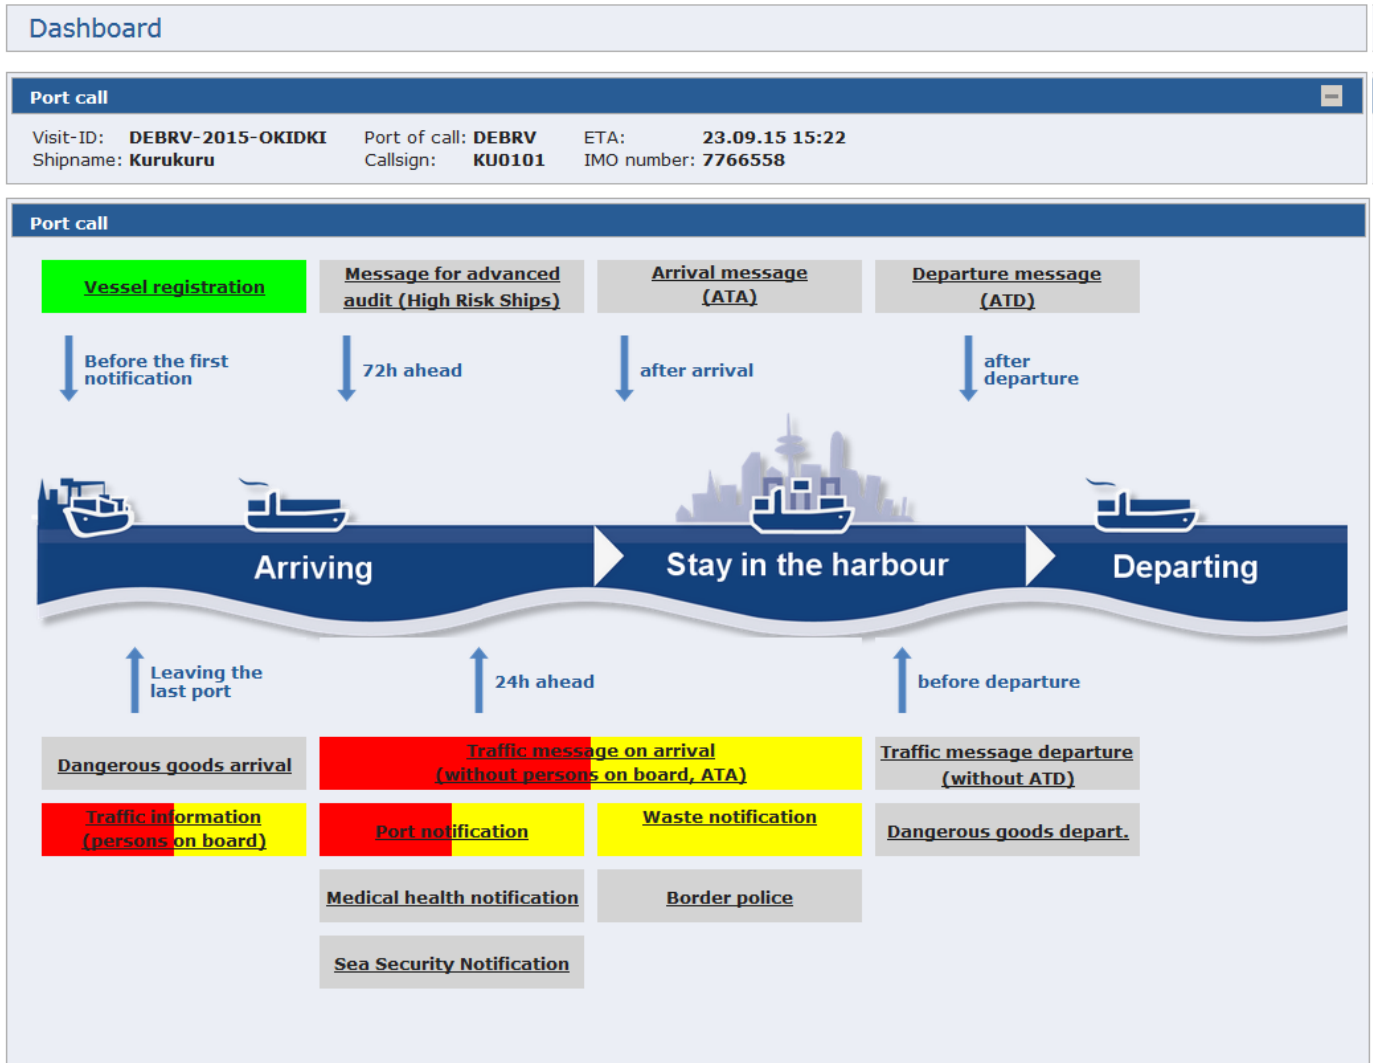 Dashboard
Port call
Visit-ID: DEBRV-2015-OKIDKI Port of call: DEBRV ETA: 23.09.15 15:22
Shipname: Kurukuru Callsign: KU0101 IMO number: 7766558
Port call
Vessel registration
Message for advanced
audit (High Risk Ships)
Arrival message
(ATA)
Departure message
(ATD)
Before the first
notification
72h ahead
after arrival
after
departure
Arriving
Stay in the harbour
Departing
Leaving the
last port
24h ahead
before departure
Dangerous goods arrival
Traffic message on arrival
(without persons on board, ATA)
Traffic message departure
(without ATD)
Traffic information
(persons on board)
Port notification
Waste notification
Dangerous goods depart.
Medical health notification
Border police
Sea Security Notification